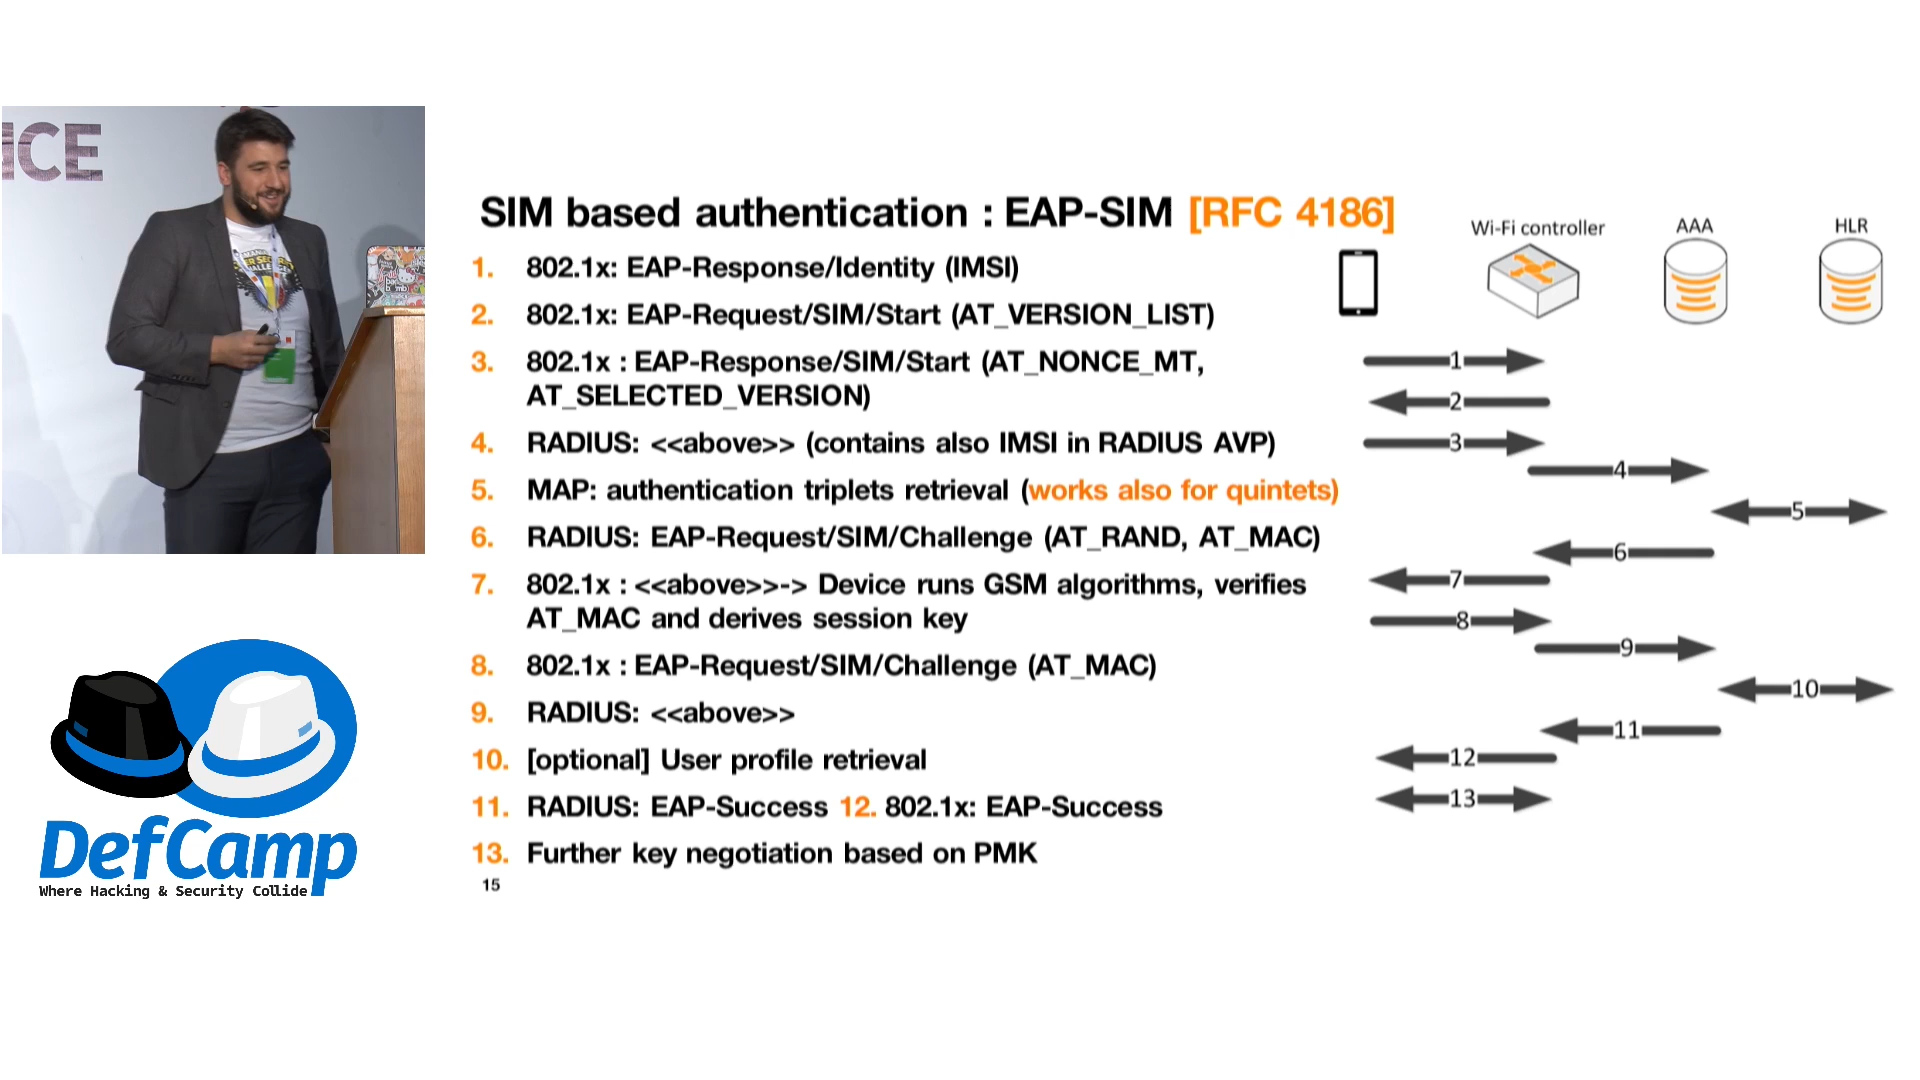 ICE
SIM based authentication : EAP-SIM [RFC 4186]
1. 802.1x: EAP-Response/Identity (IMSI)
2. 802.1x: EAP-Request/SIM/Start (AT_VERSION_LIST)
3. 802.1x : EAP-Response/SIM/Start (AT_NONCE_MT,
AT_SELECTED_VERSION)
4. RADIUS: <<above>> (contains also IMSI in RADIUS AVP)
5. MAP: authentication triplets retrieval (works also for quintets)
6. RADIUS: EAP-Request/SIM/Challenge (AT_RAND, AT_MAC)
7. 802.1x : <<above>>-> Device runs GSM algorithms, verifies
AT_MAC and derives session key
8. 802.1x : EAP-Request/SIM/Challenge (AT_MAC)
9. RADIUS: <<above>>
10. [optional] User profile retrieval
11. RADIUS: EAP-Success 12. 802.1x: EAP-Success
13. Further key negotiation based on PMK
15
Wi-Fi controller
AAA
HLR
1
2
3
4
5
6
7
8
9
10
11
12
13
DefCamp
Where Hacking & Security Collide